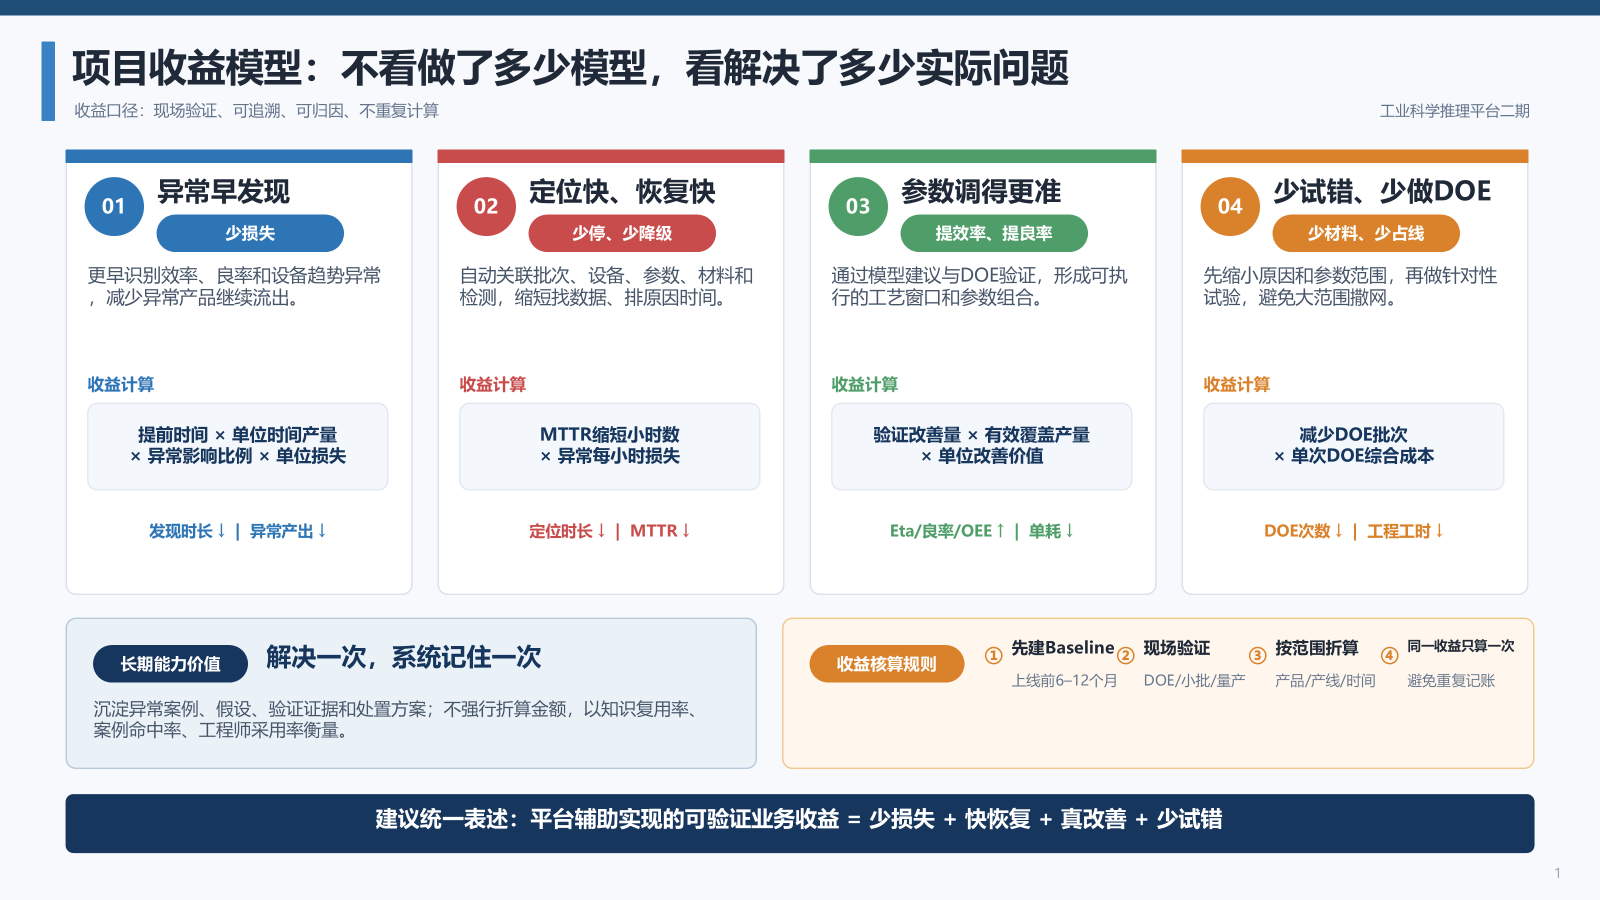 项目收益模型：不看做了多少模型，看解决了多少实际问题
收益口径：现场验证、可追溯、可归因、不重复计算
工业科学推理平台二期
01
异常早发现
少损失
更早识别效率、良率和设备趋势异常
，减少异常产品继续流出。
收益计算
提前时间 × 单位时间产量
× 异常影响比例 × 单位损失
发现时长↓ | 异常产出↓
02
定位快、恢复快
少停、少降级
自动关联批次、设备、参数、材料和
检测，缩短找数据、排原因时间。
收益计算
MTTR缩短小时数
× 异常每小时损失
定位时长↓ | MTTR↓
03
参数调得更准
提效率、提良率
通过模型建议与DOE验证，形成可执
行的工艺窗口和参数组合。
收益计算
验证改善量 × 有效覆盖产量
× 单位改善价值
Eta/良率/OEE↑ | 单耗↓
04
少试错、少做DOE
少材料、少占线
先缩小原因和参数范围，再做针对性
试验，避免大范围撒网。
收益计算
减少DOE批次
× 单次DOE综合成本
DOE次数↓ | 工程工时↓
长期能力价值
解决一次，系统记住一次
沉淀异常案例、假设、验证证据和处置方案；不强行折算金额，以知识复用率、
案例命中率、工程师采用率衡量。
收益核算规则
① 先建Baseline
上线前6–12个月
② 现场验证
DOE/小批/量产
③ 按范围折算
产品/产线/时间
④ 同一收益只算一次
避免重复记账
建议统一表述：平台辅助实现的可验证业务收益 = 少损失 + 快恢复 + 真改善 + 少试错
1